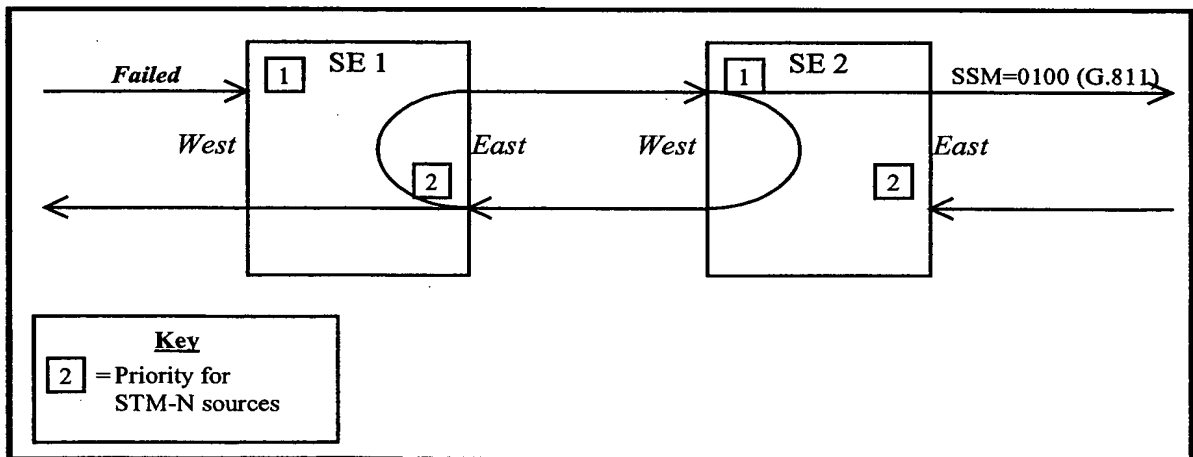 SE 1
SE 2
Failed
1
1
SSM=0100 (G.811)
West
East
West
East
2
2
Key
2 = Priority for
STM-N sources